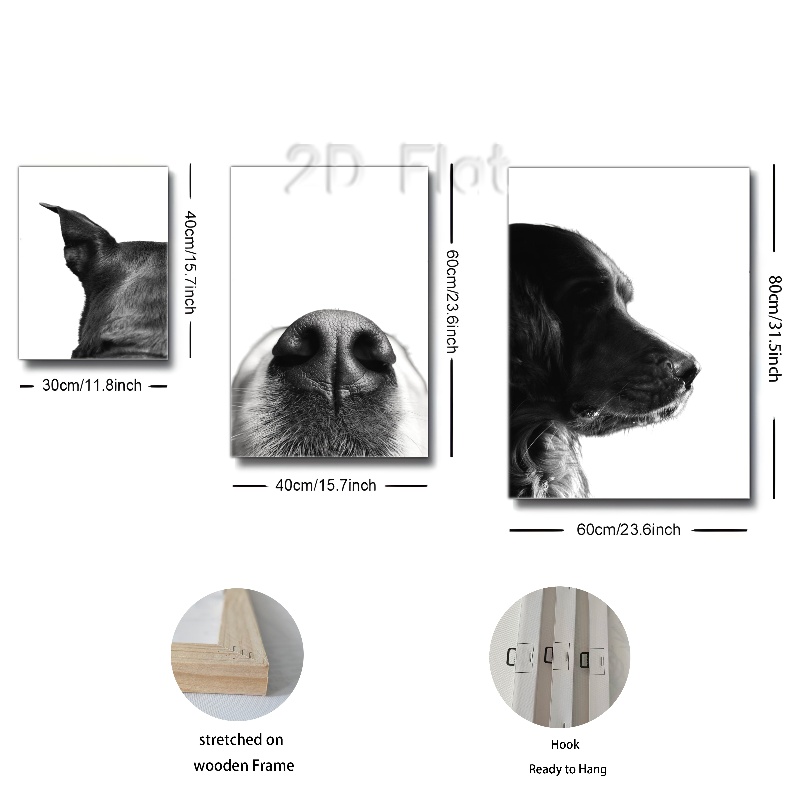 2D Flat
40cm/15.7inch
30cm/11.8inch
60cm/23.6inch
40cm/15.7inch
80cm/31.5inch
60cm/23.6inch
stretched on
wooden Frame
Hook
Ready to Hang